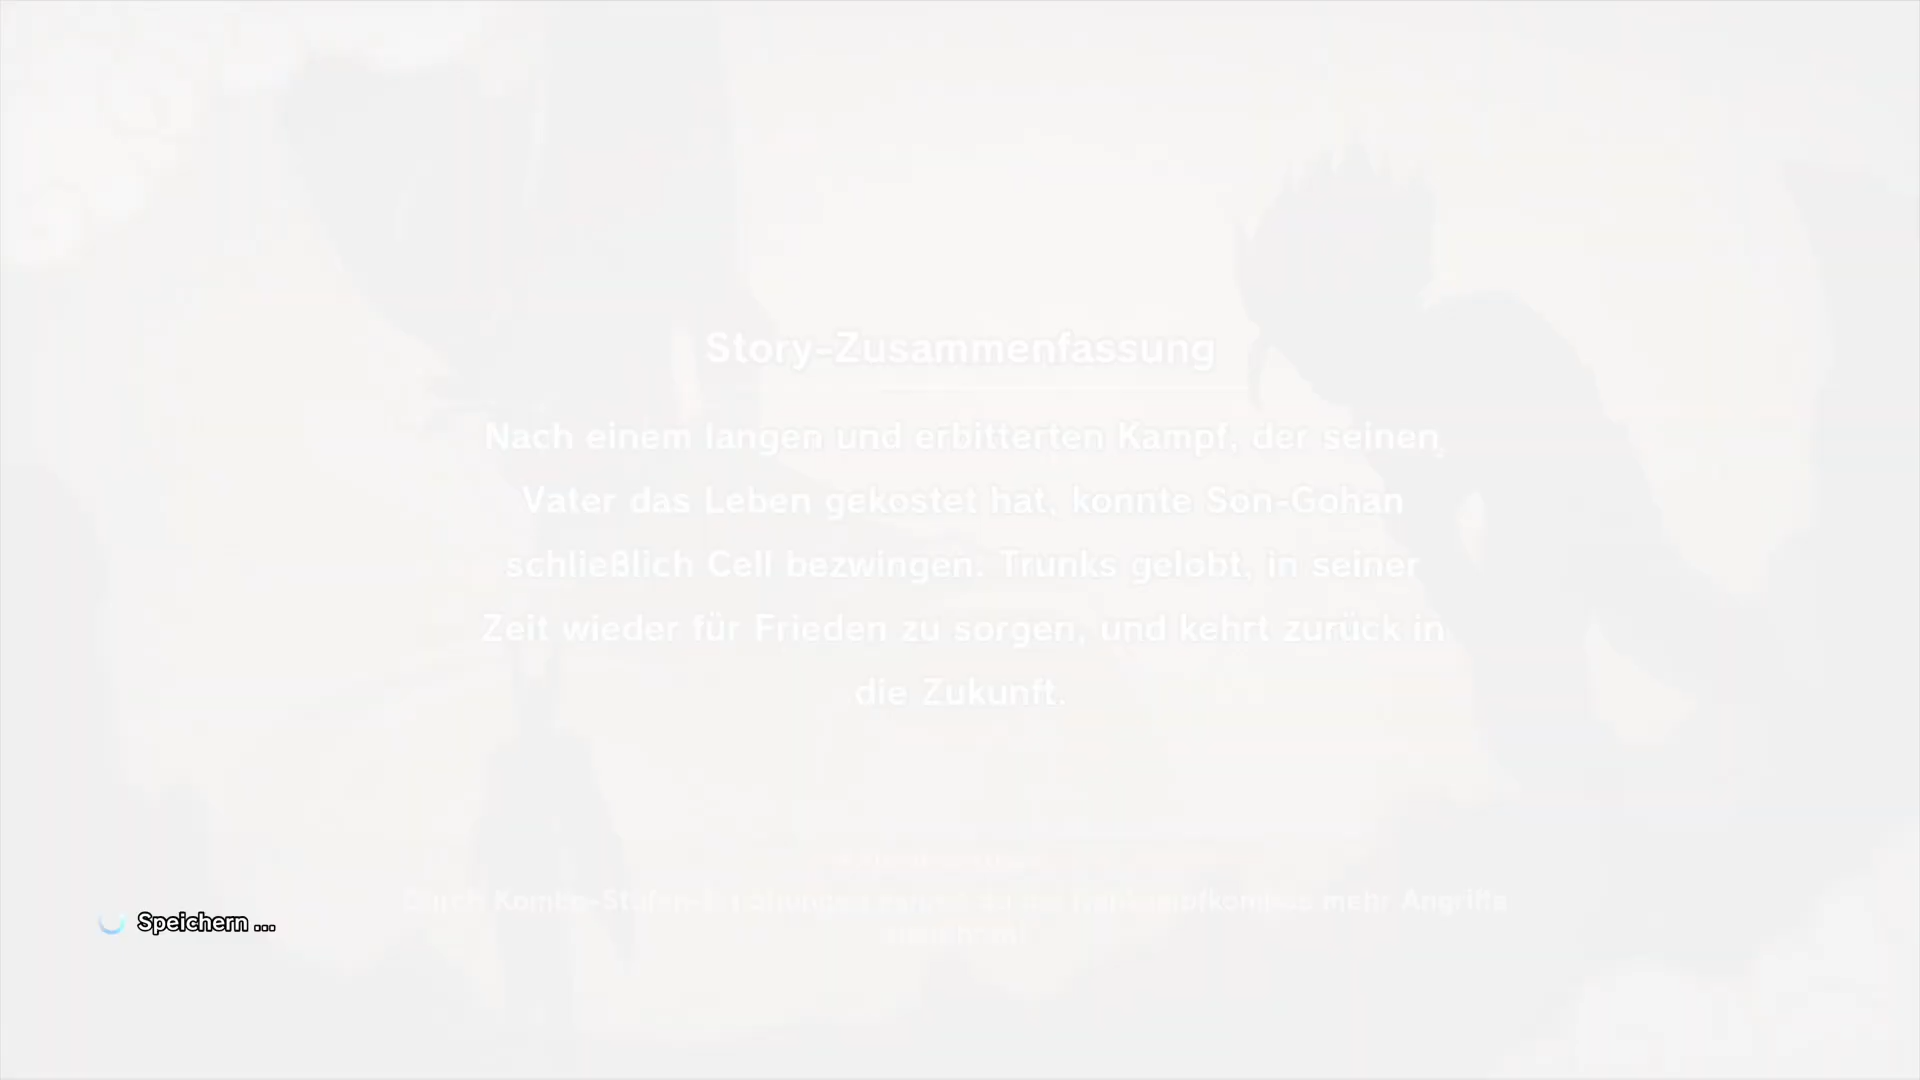 Story-Zusammenfassung
Nach einem langen und erbitterten Kampf, der seinen
Vater das Leben gekostet hat, konnte Son-Gohan
schließlich Cell bezwingen. Trunks gelobt, in seiner
Zeit wieder für Frieden zu sorgen, und kehrt zurück in
die Zukunft.
mehr Angriffe
Speichern ...